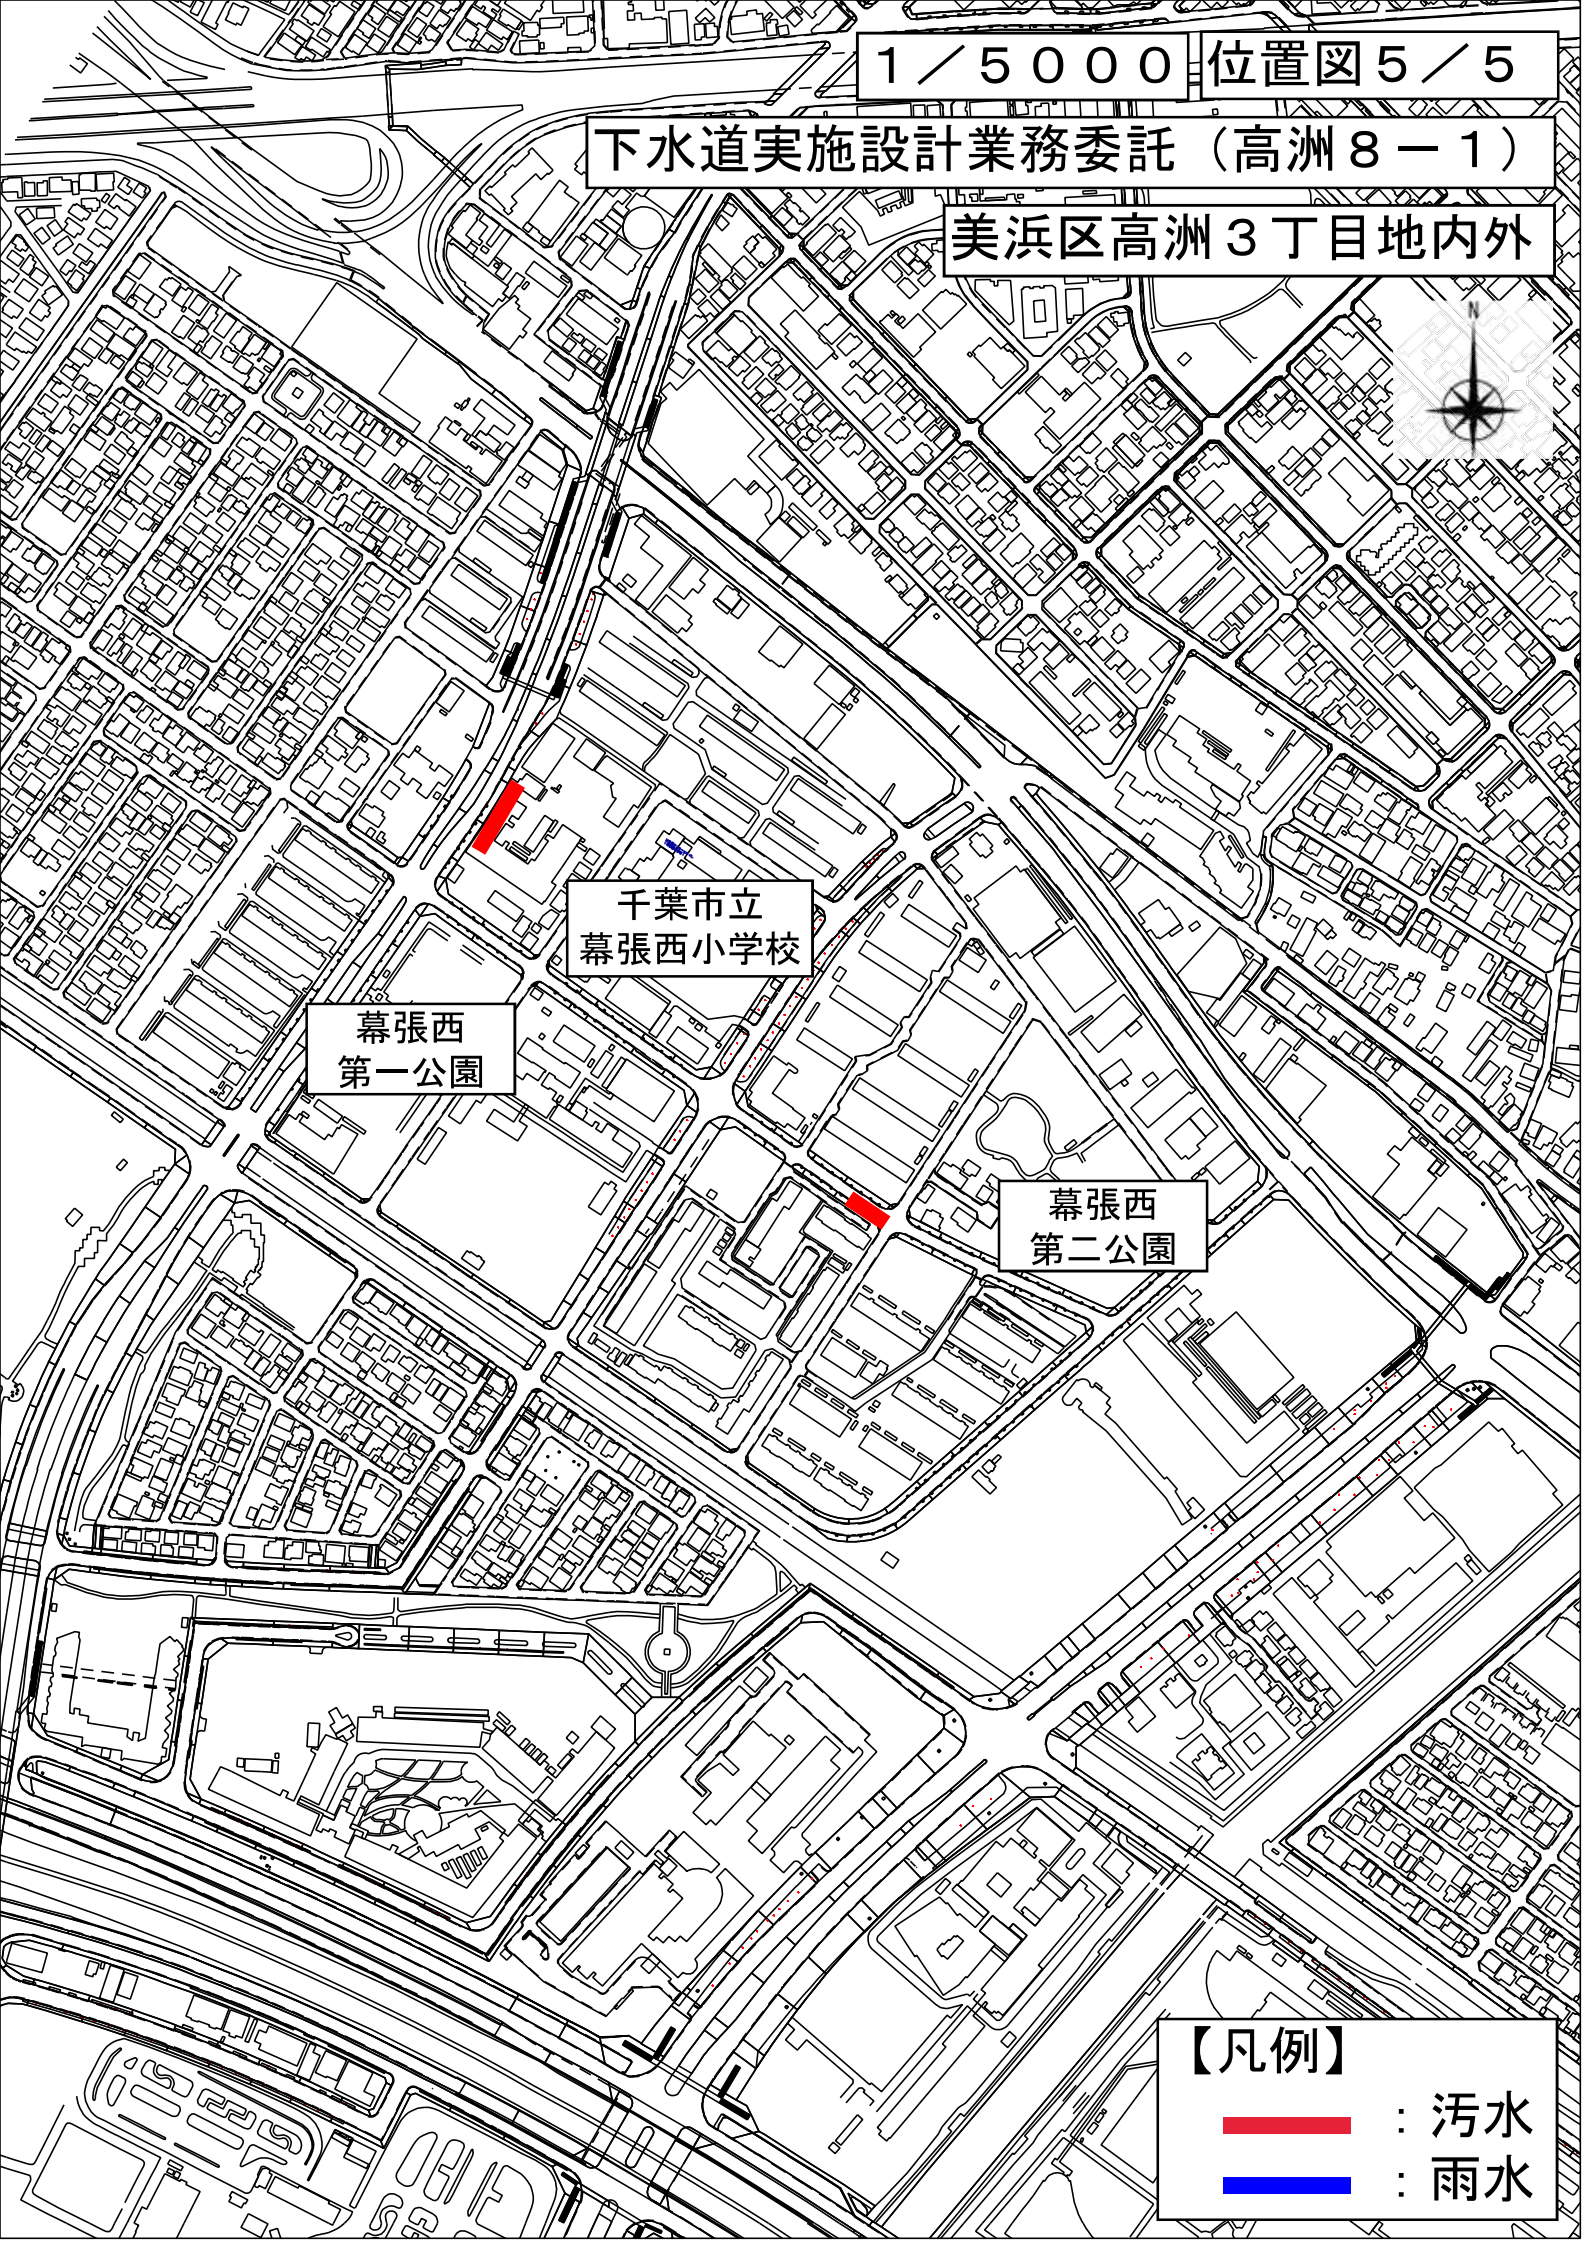 1／5000
位置図5／5
下水道実施設計業務委託（高洲8－1）
美浜区高洲3丁目地内外
N
千葉市立
幕張西小学校
幕張西
第一公園
幕張西
第二公園
【凡例】
：汚水
：雨水